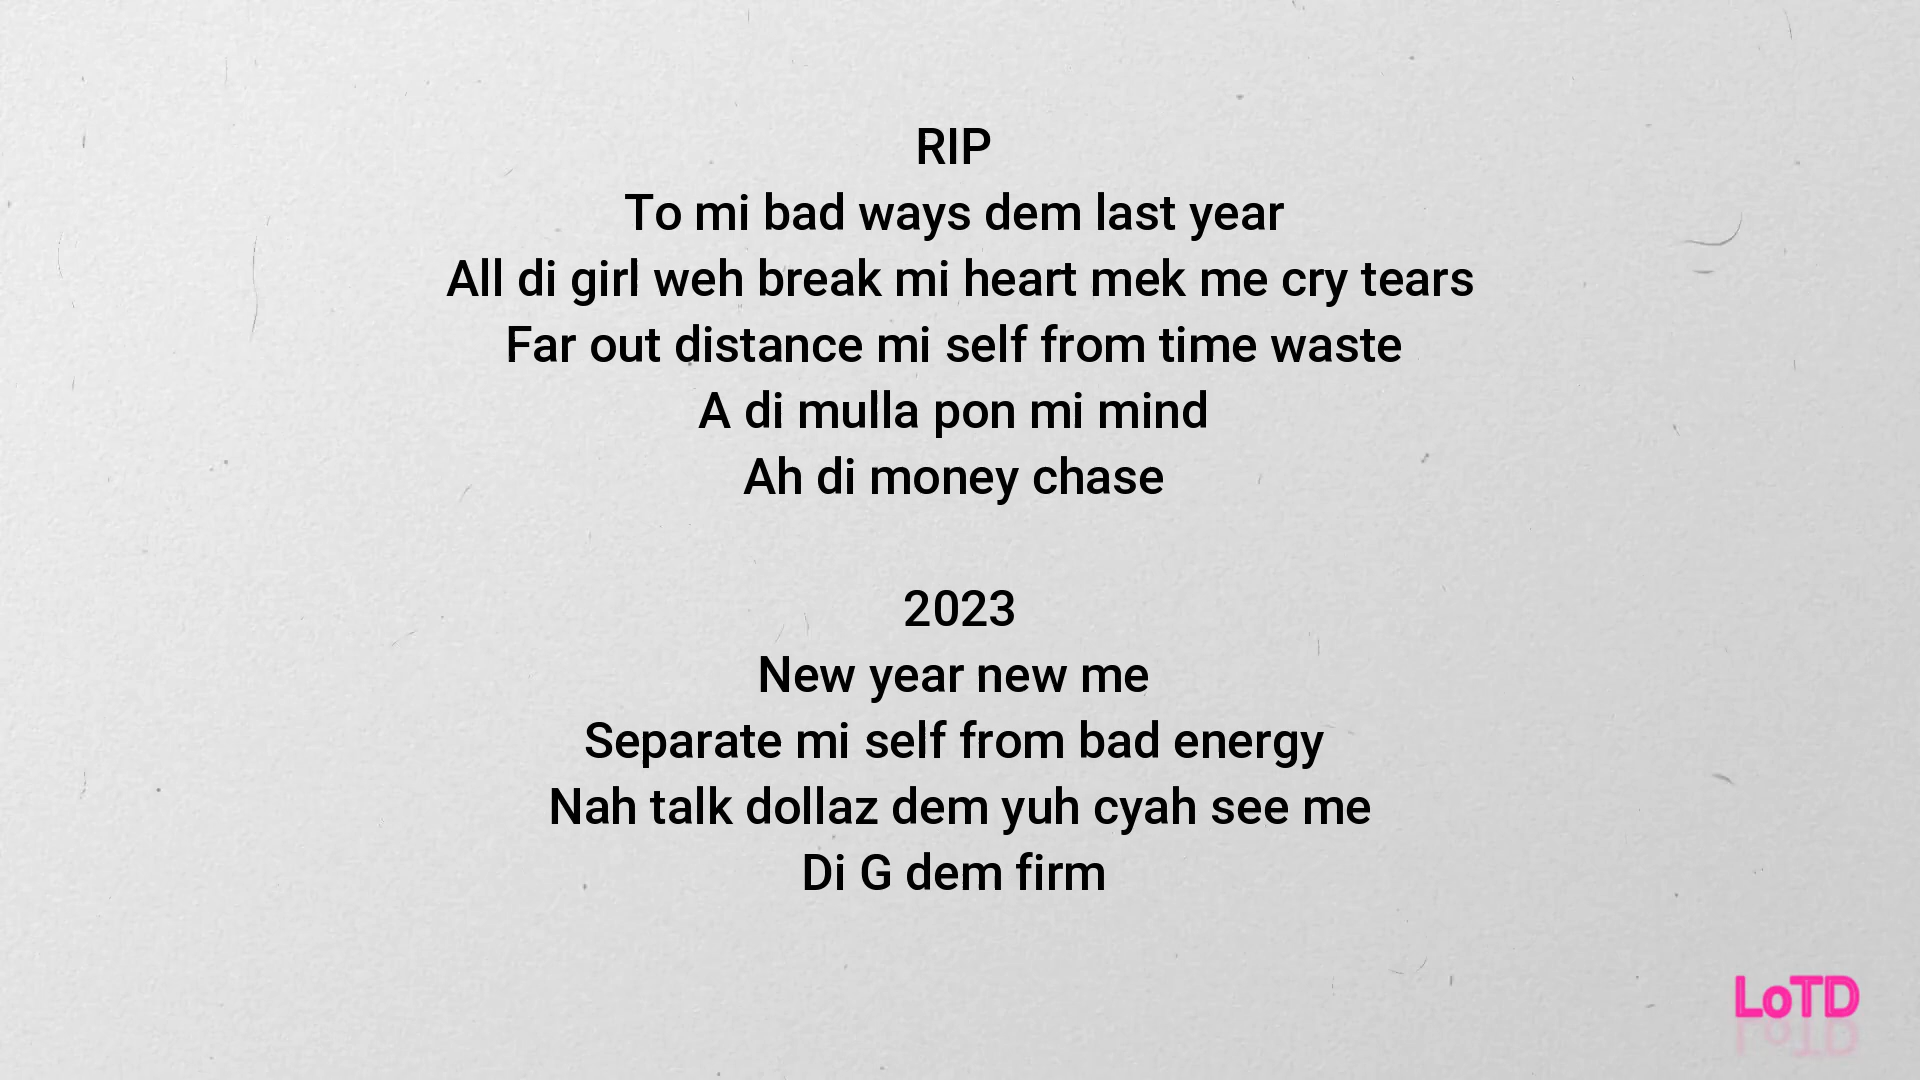 RIP
To mi bad ways dem last year
All di girl weh break mi heart mek me cry tears
Far out distance mi self from time waste
A di mulla pon mi mind
Ah di money chase
2023
New year new me
Separate mi self from bad energy
Nah talk dollaz dem yuh cyah see me
Di G dem firm
LoTD